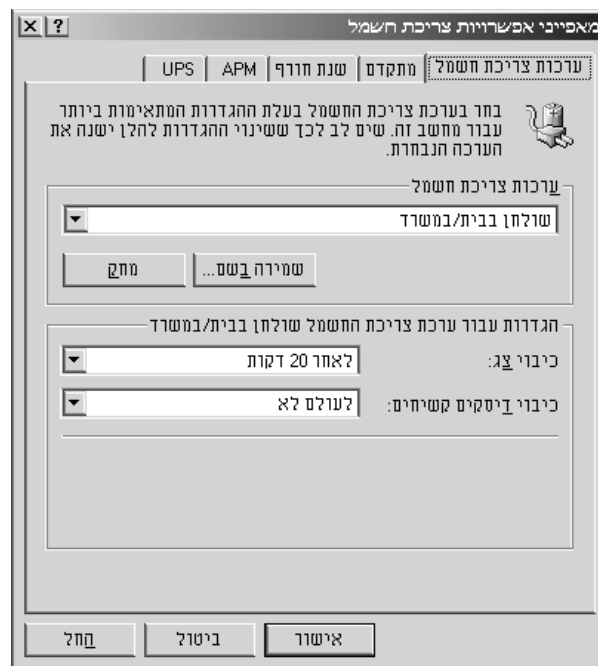 מאפייני אפשרויות צריכת חשמל
ערכות צריכת חשמל מתקדם שנת חורף APM UPS
בחר בערכת צריכת החשמל בעלת ההגדרות המתאימות ביותר
עבור מחשב זה. שים לב לכך ששינוי ההגדרות להלן ישנה את
הערכה הנבחרת.
ערכות צריכת חשמל
שולחן בבית/במשרד
שמירה בשם... מחק
הגדרות עבור ערכת צריכת החשמל שולחן בבית/במשרד
כיבוי צג: לאחר 20 דקות
כיבוי דיסקים קשיחים: לעולם לא
אישור ביטול החל